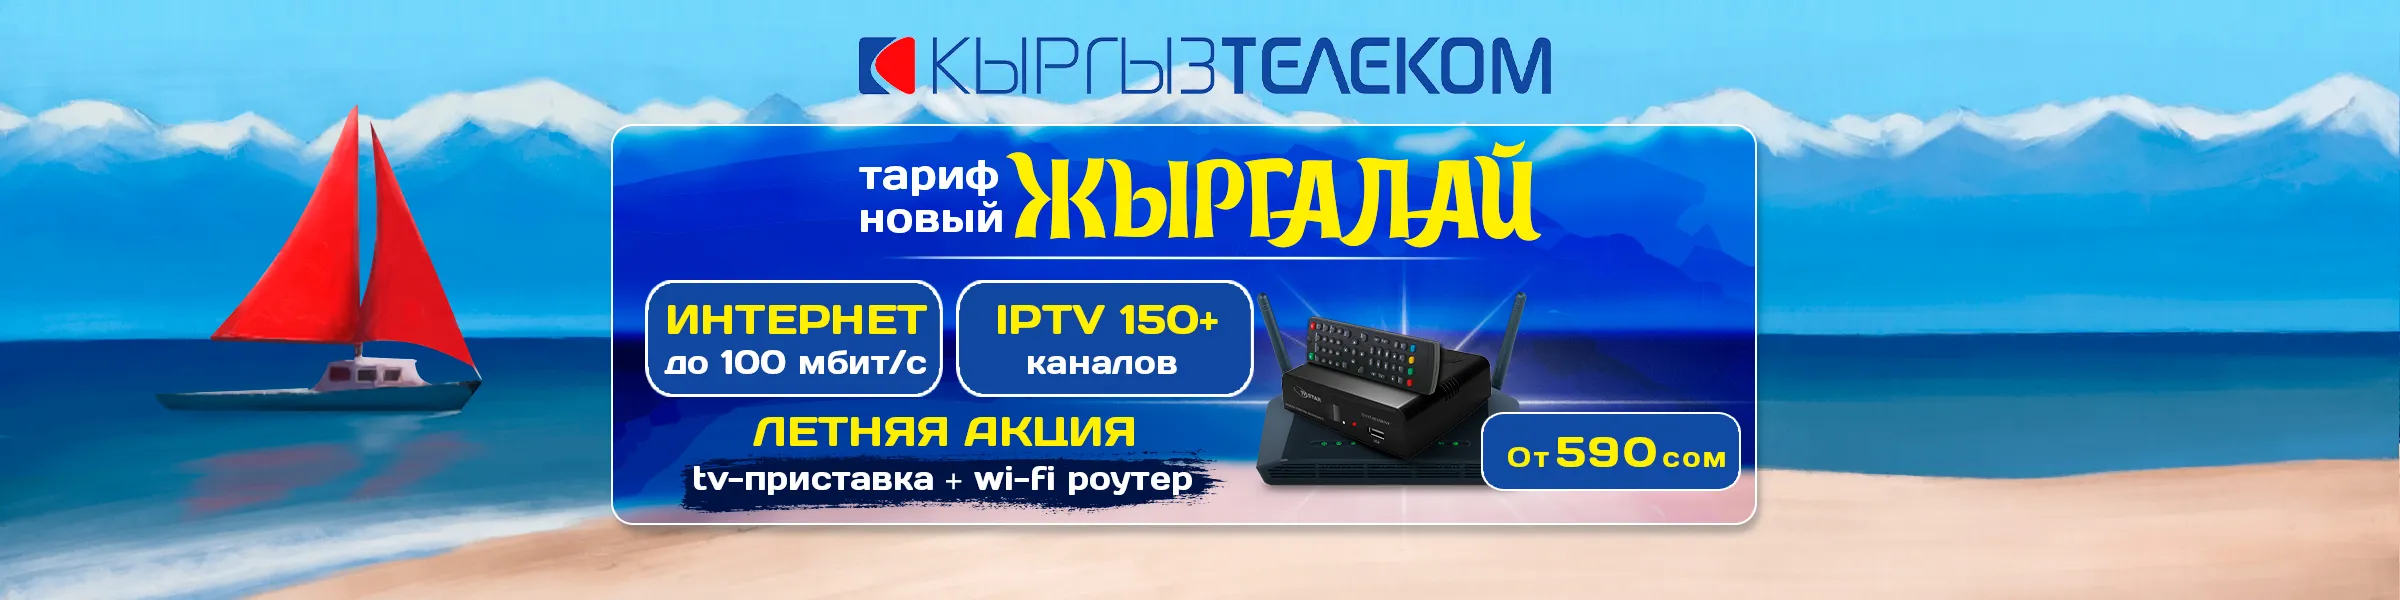 КЫРГЫЗТЕЛЕКОМ
тариф
новый
ЖЫРГАЛАЙ
ИНТЕРНЕТ
до 100 мбит/с
IPTV 150+
каналов
ЛЕТНЯЯ АКЦИЯ
tv-приставка + wi-fi роутер
От 590 сом